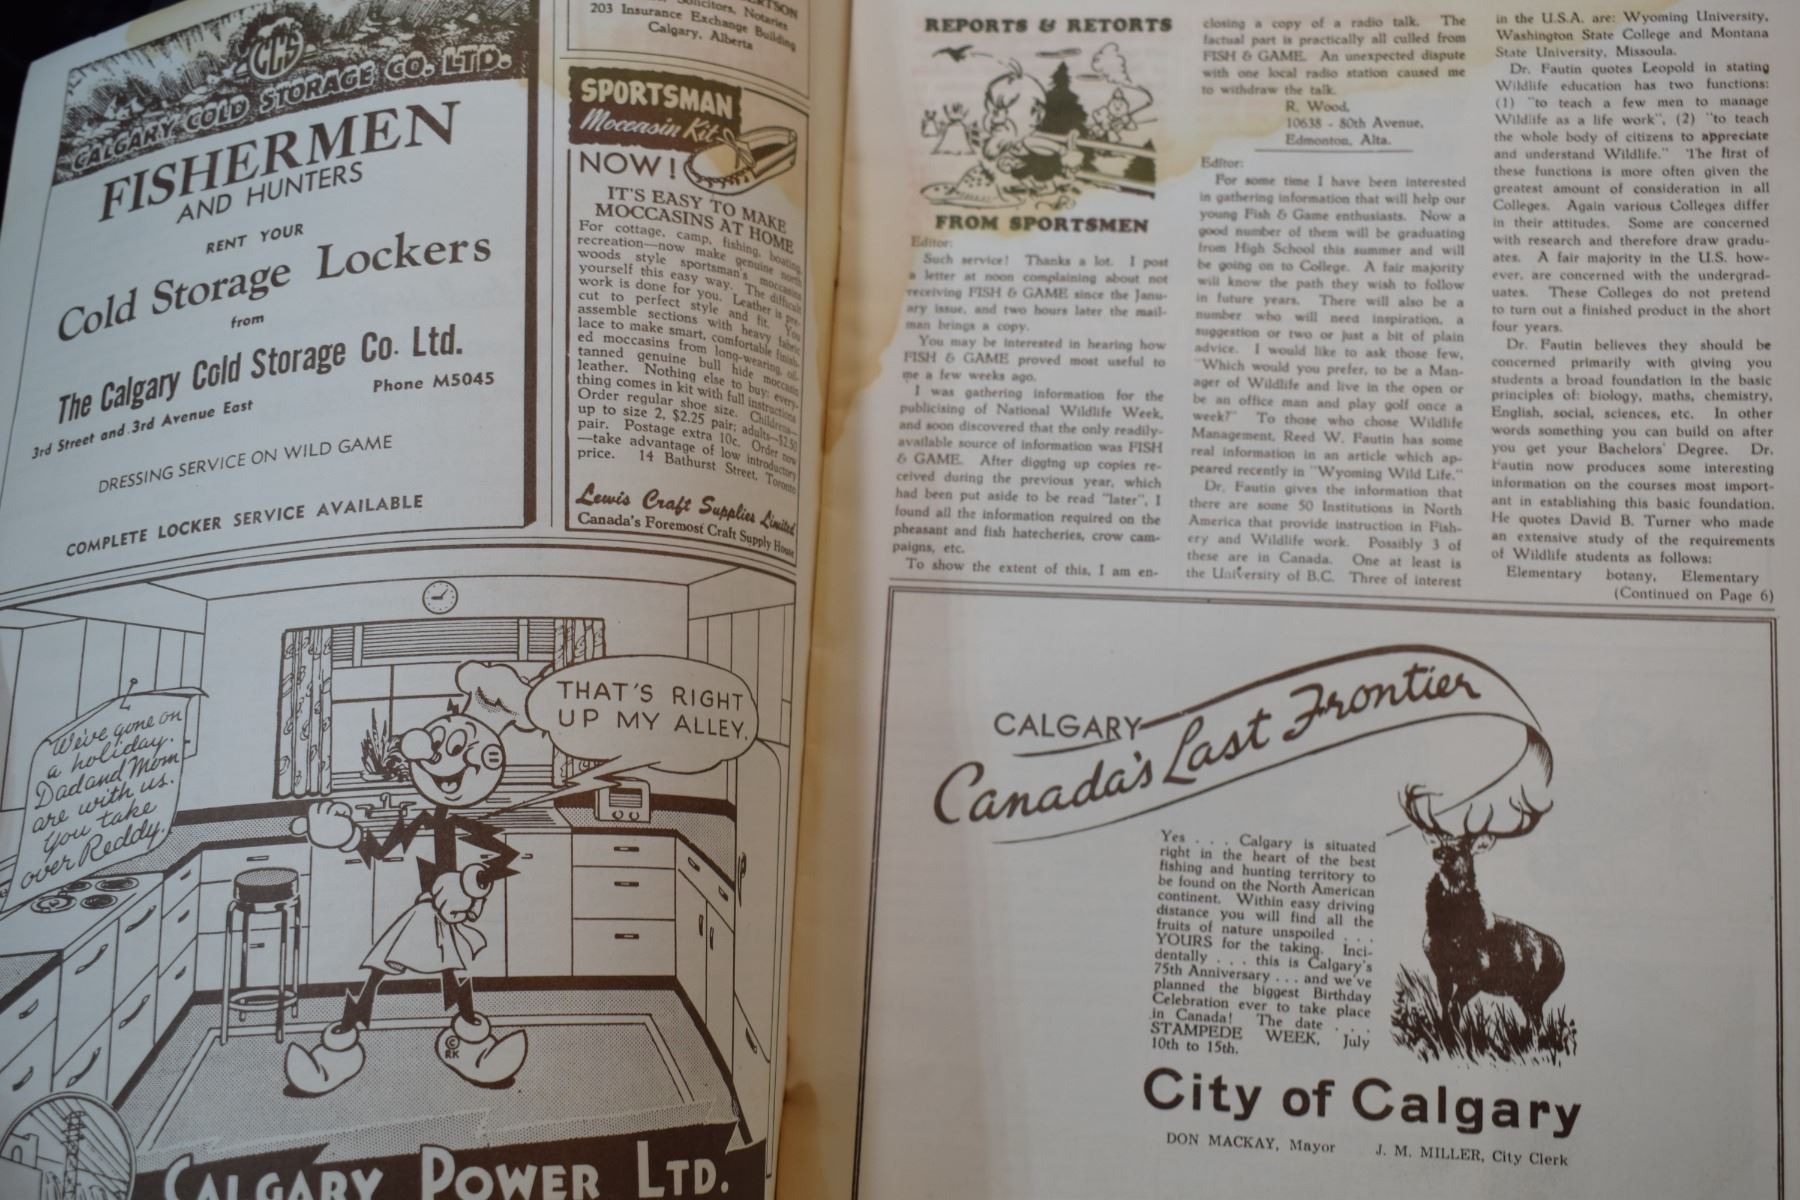 CCS
CALGARY COLD STORAGE CO. LTD.
FISHERMEN
AND HUNTERS
RENT YOUR
Cold Storage Lockers
from
The Calgary Cold Storage Co. Ltd.
3rd Street and 3rd Avenue East
Phone M5045
DRESSING SERVICE ON WILD GAME
COMPLETE LOCKER SERVICE AVAILABLE
Solicitors, Notaries
203 Insurance Exchange Building
Calgary, Alberta
SPORTSMAN
Moccasin Kit
NOW!
IT'S EASY TO MAKE
MOCCASINS AT HOME
For cottage, camp, fishing, boating,
recreation—now make genuine north
woods style sportsman's moccasins
yourself this easy way. The difficult
work is done for you. Leather is pre-
cut to perfect style and fit. You
assemble sections with heavy fabric
lace to make smart, comfortable finish-
ed moccasins from long-wearing, oil-
tanned genuine bull hide moccasin
leather. Nothing else to buy: every-
thing comes in kit with full instructions
Order regular shoe size. Childrens—
up to size 2, $2.25 pair; adults—$2.50
pair. Postage extra 10c. Order now
—take advantage of low introductory
price. 14 Bathurst Street, Toronto
Lewis Craft Supplies Limited
Canada's Foremost Craft Supply House
We've gone on
a holiday.
Dad and Mom
are with us.
You take
over Reddy.
THAT'S RIGHT
UP MY ALLEY.
©
RK
CALGARY POWER LTD.
REPORTS & RETORTS
FROM SPORTSMEN
Editor:
Such service! Thanks a lot. I post
a letter at noon complaining about not
receiving FISH & GAME since the Janu-
ary issue, and two hours later the mail-
man brings a copy.
You may be interested in hearing how
FISH & GAME proved most useful to
me a few weeks ago.
I was gathering information for the
publicising of National Wildlife Week,
and soon discovered that the only readily-
available source of information was FISH
& GAME. After digging up copies re-
ceived during the previous year, which
had been put aside to be read "later", I
found all the information required on the
pheasant and fish hatecheries, crow cam-
paigns, etc.
To show the extent of this, I am en-
closing a copy of a radio talk. The
factual part is practically all culled from
FISH & GAME. An unexpected dispute
with one local radio station caused me
to withdraw the talk.
R. Wood,
10638 - 80th Avenue,
Edmonton, Alta.
Editor:
For some time I have been interested
in gathering information that will help our
young Fish & Game enthusiasts. Now a
good number of them will be graduating
from High School this summer and will
be going on to College. A fair majority
will know the path they wish to follow
in future years. There will also be a
number who will need inspiration, a
suggestion or two or just a bit of plain
advice. I would like to ask those few,
"Which would you prefer, to be a Man-
ager of Wildlife and live in the open or
be an office man and play golf once a
week?" To those who chose Wildlife
Management, Reed W. Fautin has some
real information in an article which ap-
peared recently in "Wyoming Wild Life."
Dr. Fautin gives the information that
there are some 50 Institutions in North
America that provide instruction in Fish-
ery and Wildlife work. Possibly 3 of
these are in Canada. One at least is
the University of B.C. Three of interest
in the U.S.A. are: Wyoming University,
Washington State College and Montana
State University, Missoula.
Dr. Fautin quotes Leopold in stating
Wildlife education has two functions:
(1) "to teach a few men to manage
Wildlife as a life work", (2) "to teach
the whole body of citizens to appreciate
and understand Wildlife." The first of
these functions is more often given the
greatest amount of consideration in all
Colleges. Again various Colleges differ
in their attitudes. Some are concerned
with research and therefore draw gradu-
ates. A fair majority in the U.S. how-
ever, are concerned with the undergrad-
uates. These Colleges do not pretend
to turn out a finished product in the short
four years.
Dr. Fautin believes they should be
concerned primarily with giving you
students a broad foundation in the basic
principles of: biology, maths, chemistry,
English, social, sciences, etc. In other
words something you can build on after
you get your Bachelors' Degree. Dr.
Fautin now produces some interesting
information on the courses most import-
ant in establishing this basic foundation.
He quotes David B. Turner who made
an extensive study of the requirements
of Wildlife students as follows:
Elementary botany, Elementary
(Continued on Page 6)
CALGARY
Canada's Last Frontier
Yes . . . Calgary is situated
right in the heart of the best
fishing and hunting territory to
be found on the North American
continent. Within easy driving
distance you will find all the
fruits of nature unspoiled . . .
YOURS for the taking. Inci-
dentally . . . this is Calgary's
75th Anniversary . . . and we've
planned the biggest Birthday
Celebration ever to take place
in Canada! The date . . .
STAMPEDE WEEK, July
10th to 15th.
City of Calgary
DON MACKAY, Mayor J. M. MILLER, City Clerk